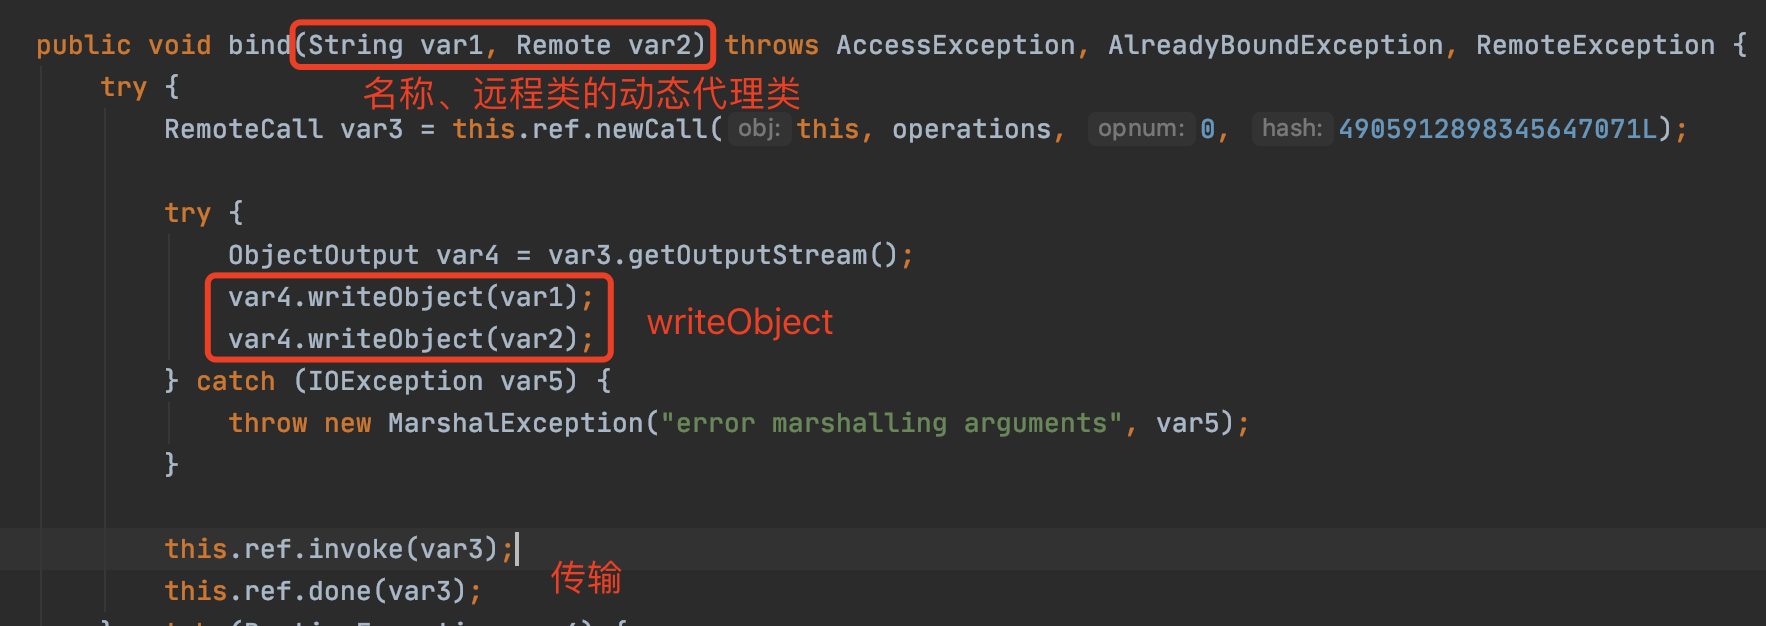 public void bind(String var1, Remote var2) throws AccessException, AlreadyBoundException, RemoteException {
try {
名称、远程类的动态代理类
RemoteCall var3 = this.ref.newCall( obj: this, operations, opnum: 0, hash: 4905912898345647071L);
try {
ObjectOutput var4 = var3.getOutputStream();
var4.writeObject(var1);
writeObject
var4.writeObject(var2);
} catch (IOException var5) {
throw new MarshalException("error marshalling arguments", var5);
}
this.ref.invoke(var3);
传输
this.ref.done(var3);